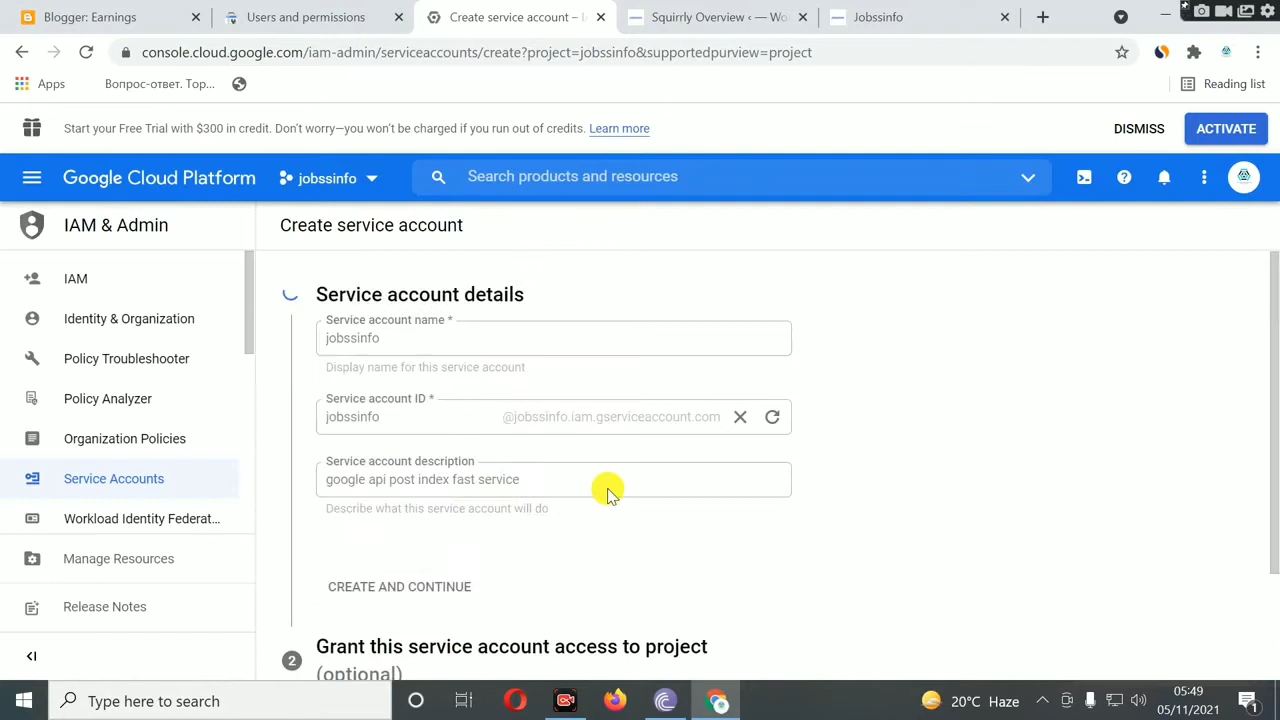 Blogger: Earnings
Users and permissions
Create service account – I
Squirrly Overview ‹ — Wo
Jobssinfo
console.cloud.google.com/iam-admin/serviceaccounts/create?project=jobssinfo&supportedpurview=project
Apps
Вопрос-ответ. Тор...
Reading list
Start your Free Trial with $300 in credit. Don't worry—you won't be charged if you run out of credits. Learn more
DISMISS
ACTIVATE
Google Cloud Platform
jobssinfo
Search products and resources
IAM & Admin
Create service account
IAM
Identity & Organization
Policy Troubleshooter
Policy Analyzer
Organization Policies
Service Accounts
Workload Identity Federat...
Manage Resources
Release Notes
Service account details
Service account name *
jobssinfo
Display name for this service account
Service account ID *
jobssinfo @jobssinfo.iam.gserviceaccount.com
Service account description
google api post index fast service
Describe what this service account will do
CREATE AND CONTINUE
2 Grant this service account access to project
(optional)
Type here to search
20°C Haze
05:49
05/11/2021
1